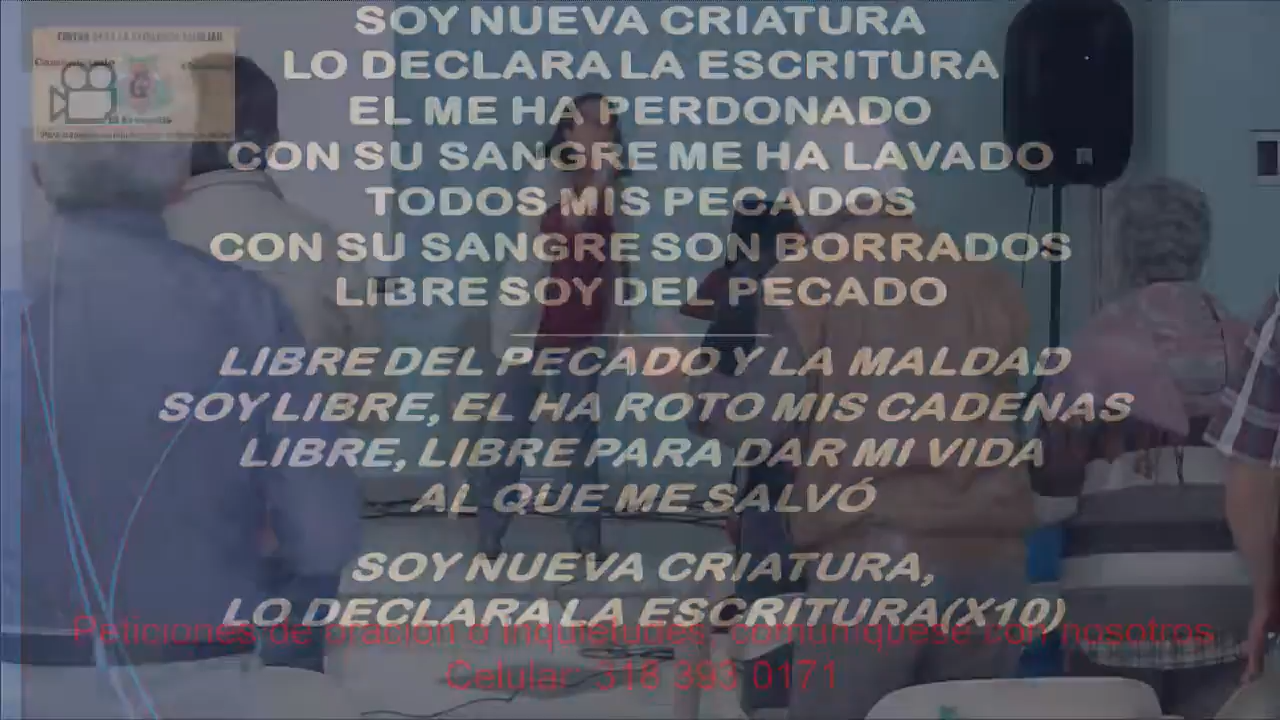 SOY NUEVA CRIATURA
LO DECLARA LA ESCRITURA
EL ME HA PERDONADO
CON SU SANGRE ME HA LAVADO
TODOS MIS PECADOS
CON SU SANGRE SON BORRADOS
LIBRE SOY DEL PECADO
LIBRE DEL PECADO Y LA MALDAD
SOY LIBRE, EL HA ROTO MIS CADENAS
LIBRE, LIBRE PARA DAR MI VIDA
AL QUE ME SALVÓ
SOY NUEVA CRIATURA,
LO DECLARA LA ESCRITURA(X10)
Peticiones de oracion o inquietudes, comuniquese con nosotros
Celular: 318 393 0171